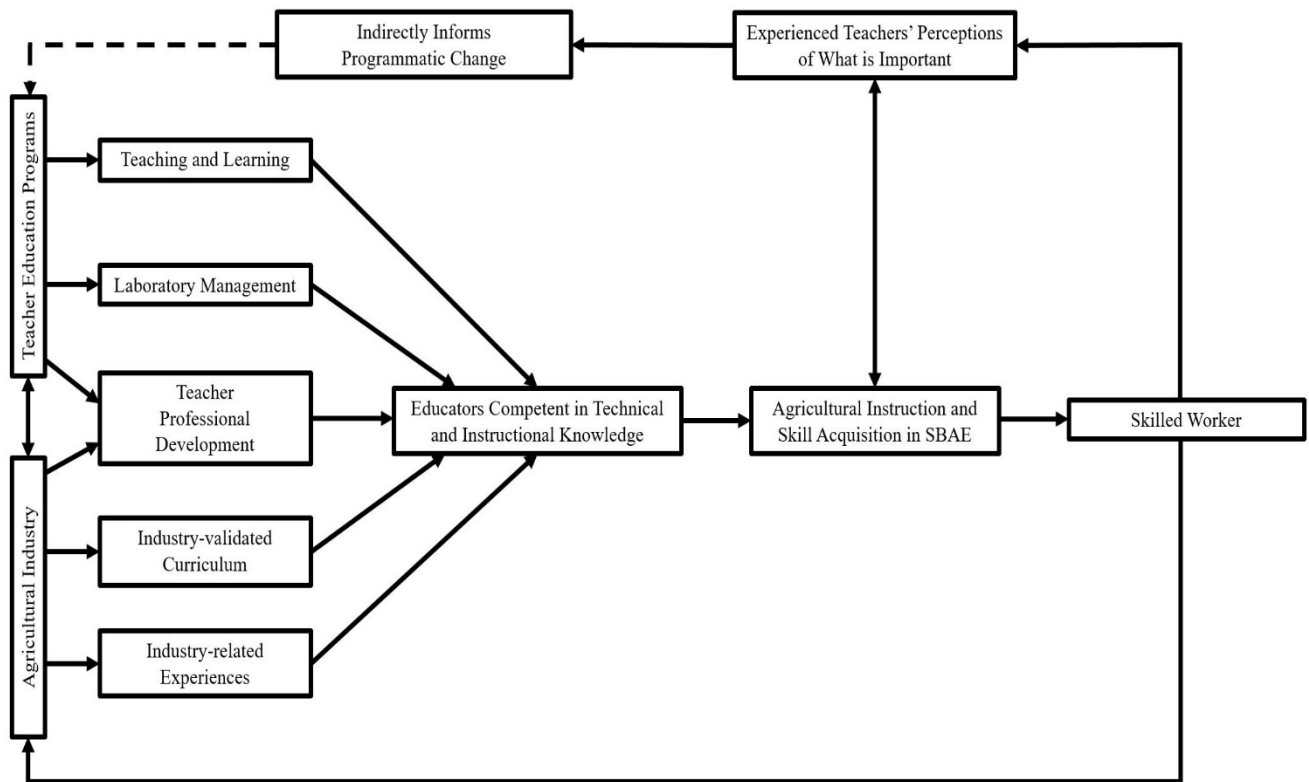 Indirectly Informs
Programmatic Change
Experienced Teachers’ Perceptions
of What is Important
Teacher Education Programs
Teaching and Learning
Laboratory Management
Teacher
Professional
Development
Educators Competent in Technical
and Instructional Knowledge
Agricultural Instruction and
Skill Acquisition in SBAE
Skilled Worker
Agricultural Industry
Industry-validated
Curriculum
Industry-related
Experiences